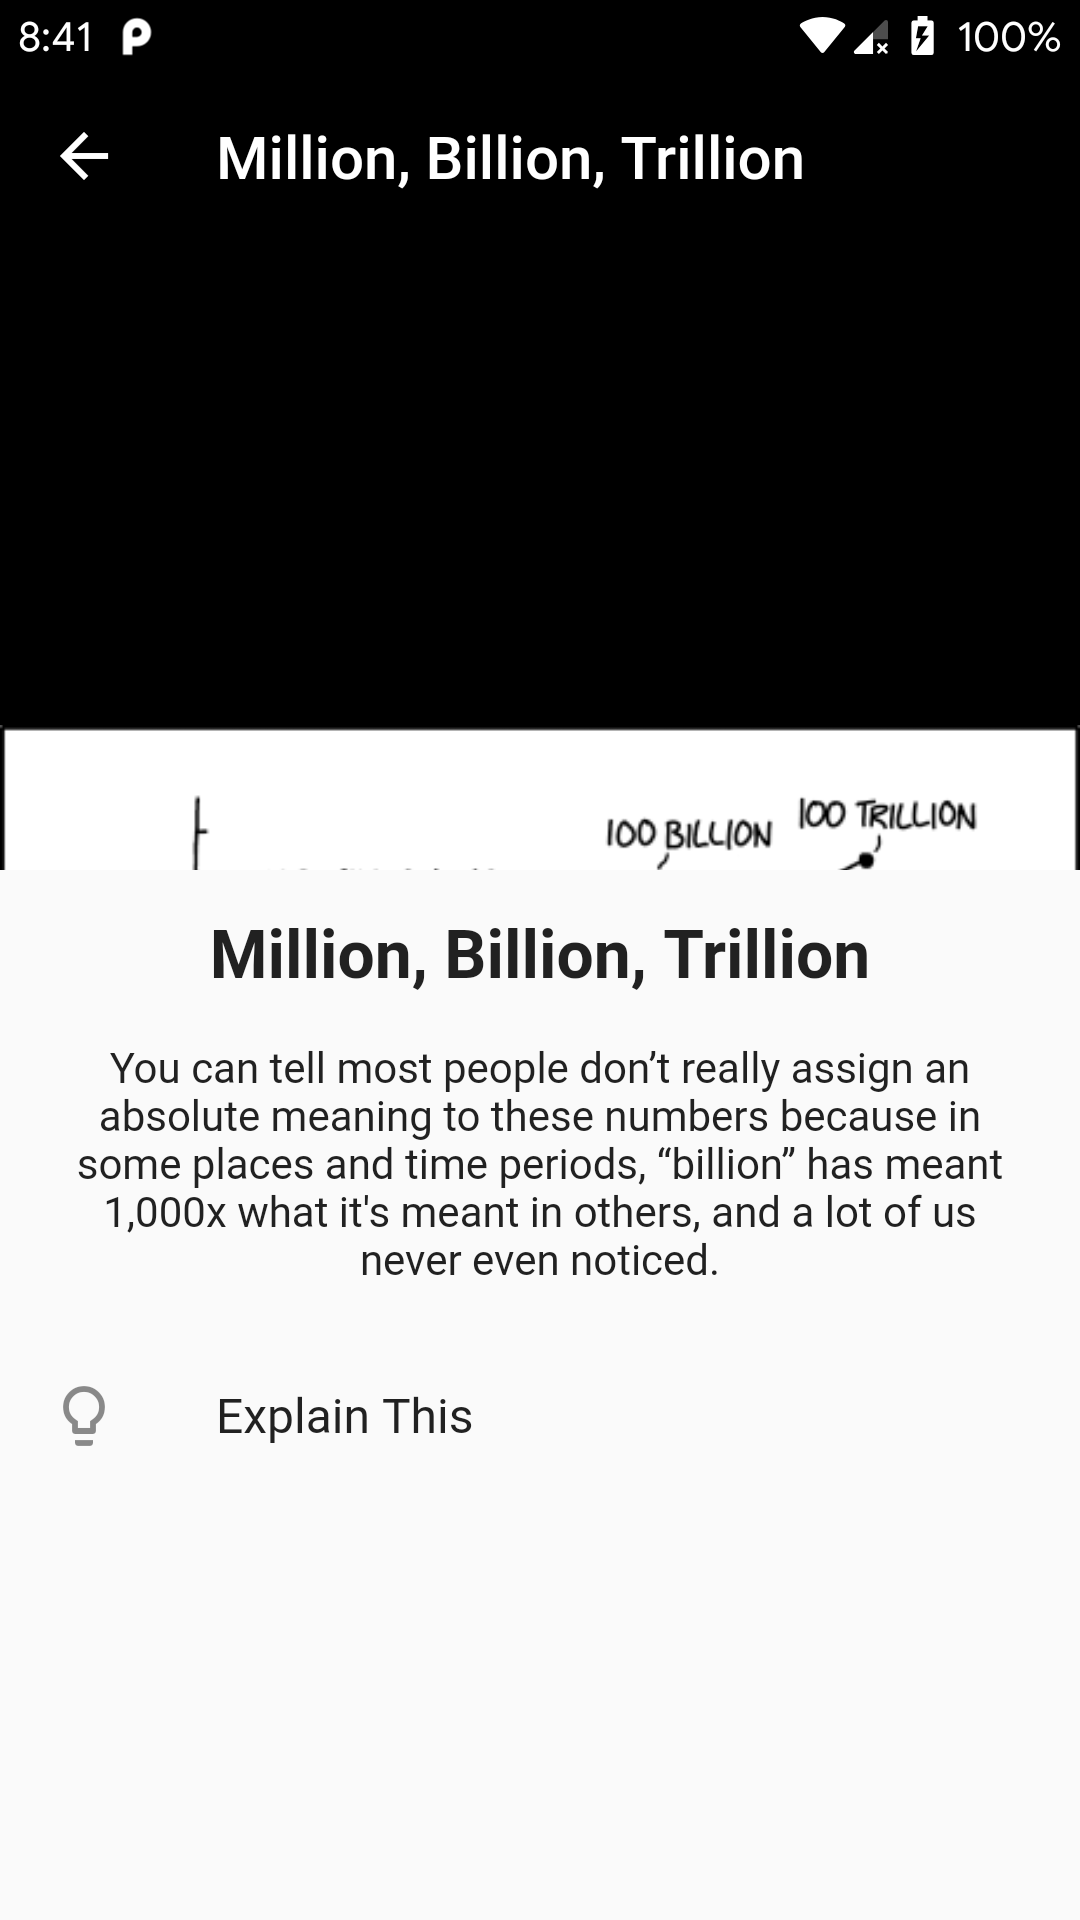 8:41
100%
Million, Billion, Trillion
100 BILLION
100 TRILLION
Million, Billion, Trillion
You can tell most people don’t really assign an
absolute meaning to these numbers because in
some places and time periods, “billion” has meant
1,000x what it's meant in others, and a lot of us
never even noticed.
Explain This